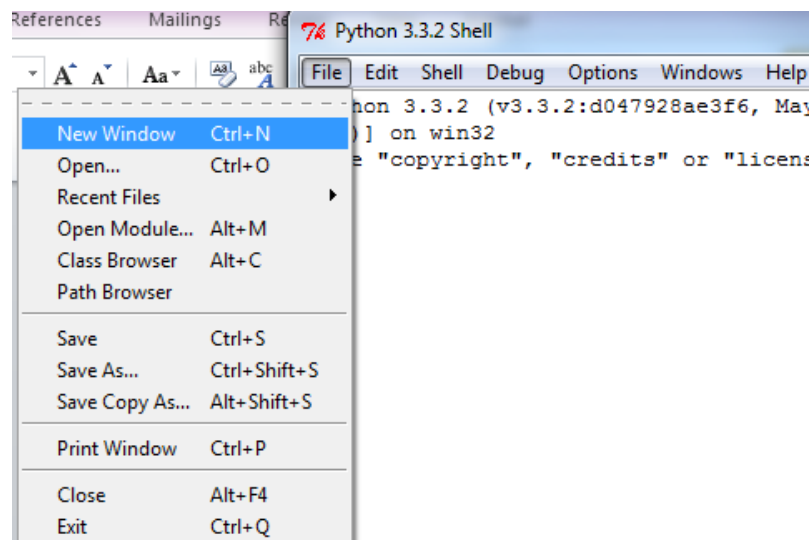 References Mailings
Python 3.3.2 Shell
Aa
abc
File Edit Shell Debug Options Windows Help
hon 3.3.2 (v3.3.2:d047928ae3f6, May
)] on win32
e "copyright", "credits" or "licens
New Window Ctrl+N
Open... Ctrl+O
Recent Files
Open Module... Alt+M
Class Browser Alt+C
Path Browser
Save Ctrl+S
Save As... Ctrl+Shift+S
Save Copy As... Alt+Shift+S
Print Window Ctrl+P
Close Alt+F4
Exit Ctrl+Q